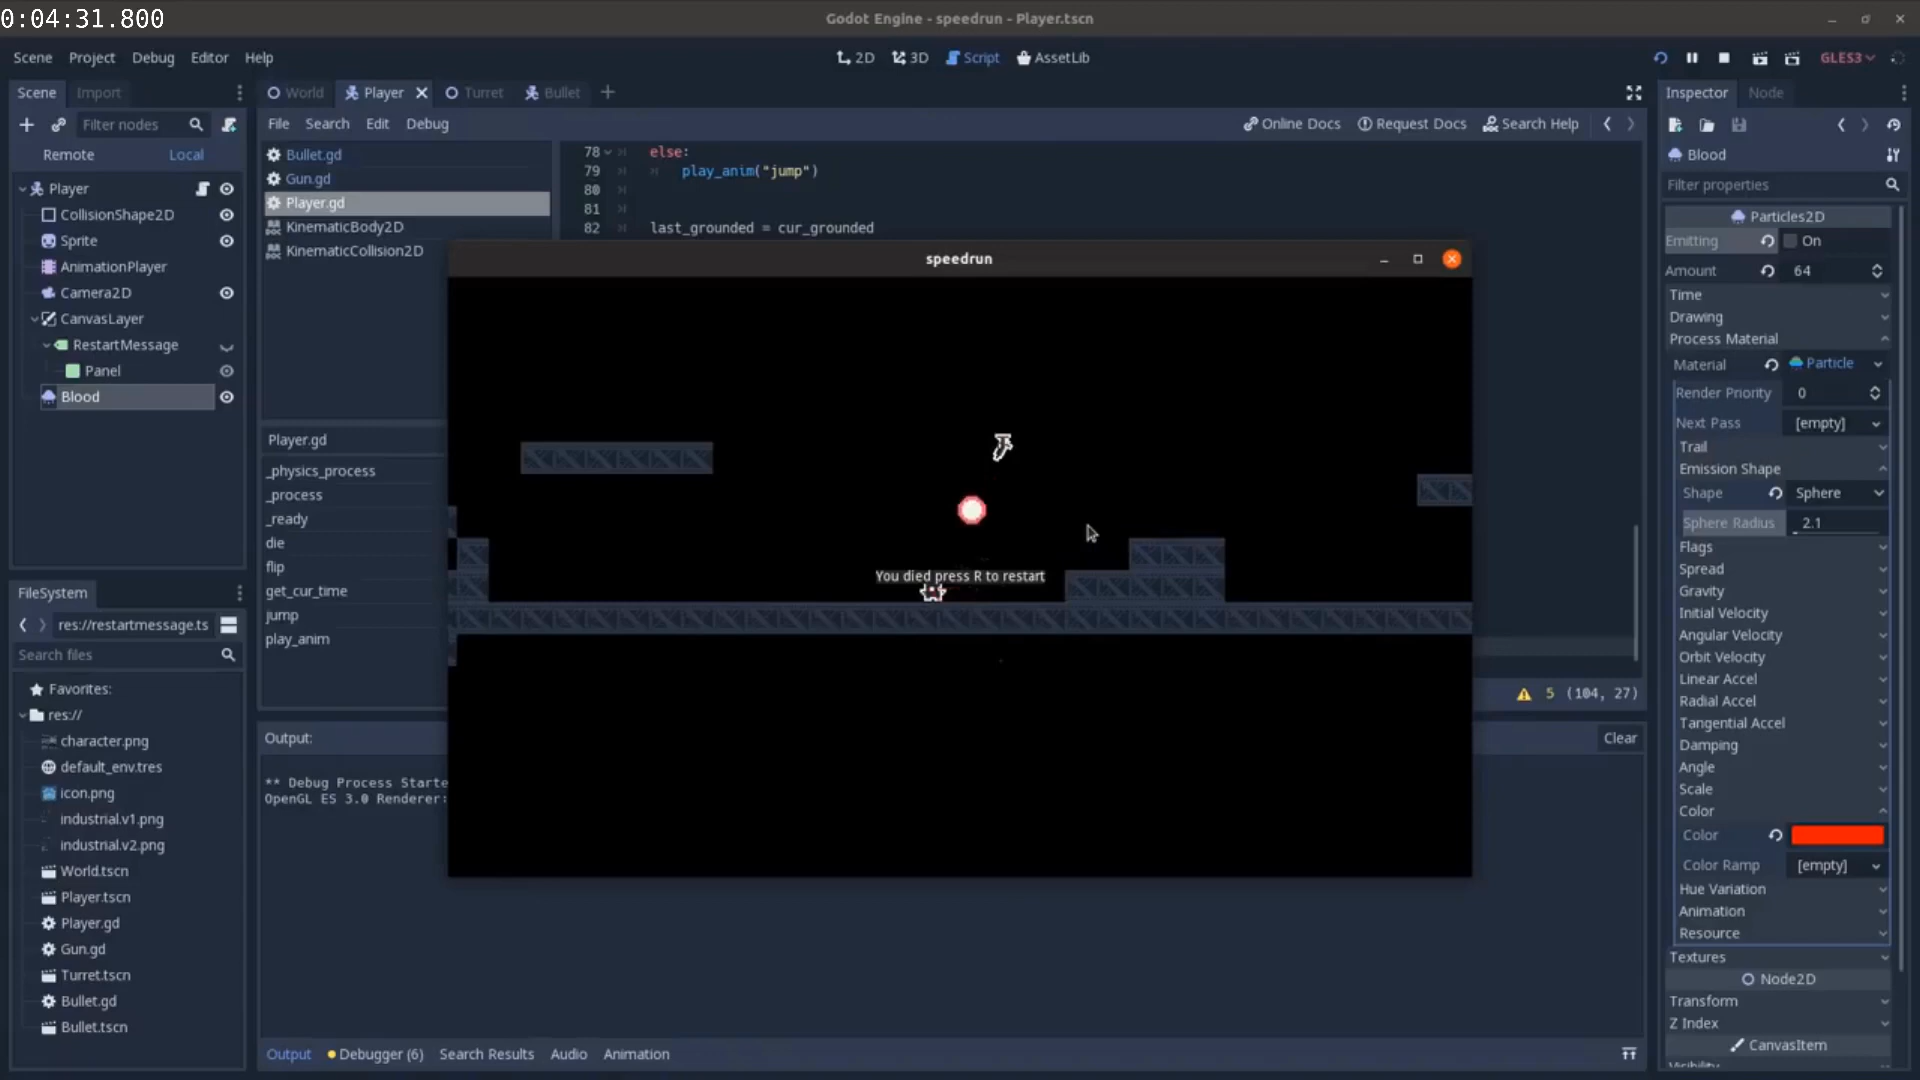 0:04:31.800
Godot Engine - speedrun - Player.tscn
Scene Project Debug Editor Help
2D 3D Script AssetLib
GLES3
Scene Import
World Player Turret Bullet
Inspector Node
Filter nodes
File Search Edit Debug
Online Docs Request Docs Search Help
Remote Local
Player
CollisionShape2D
Sprite
AnimationPlayer
Camera2D
CanvasLayer
RestartMessage
Panel
Blood
Bullet.gd
Gun.gd
Player.gd
KinematicBody2D
KinematicCollision2D
78 else:
79 play_anim("jump")
80
81
82 last_grounded = cur_grounded
speedrun
You died press R to restart
Player.gd
_physics_process
_process
_ready
die
flip
get_cur_time
jump
play_anim
5 (104, 27)
Output:
Clear
** Debug Process Starte
OpenGL ES 3.0 Renderer:
Output Debugger (6) Search Results Audio Animation
FileSystem
res://restartmessage.ts
Search files
Favorites:
res://
character.png
default_env.tres
icon.png
industrial.v1.png
industrial.v2.png
World.tscn
Player.tscn
Player.gd
Gun.gd
Turret.tscn
Bullet.gd
Bullet.tscn
Blood
Filter properties
Particles2D
Emitting On
Amount 64
Time
Drawing
Process Material
Material Particle
Render Priority 0
Next Pass [empty]
Trail
Emission Shape
Shape Sphere
Sphere Radius 2.1
Flags
Spread
Gravity
Initial Velocity
Angular Velocity
Orbit Velocity
Linear Accel
Radial Accel
Tangential Accel
Damping
Angle
Scale
Color
Color
Color Ramp [empty]
Hue Variation
Animation
Resource
Textures
Node2D
Transform
Z Index
CanvasItem